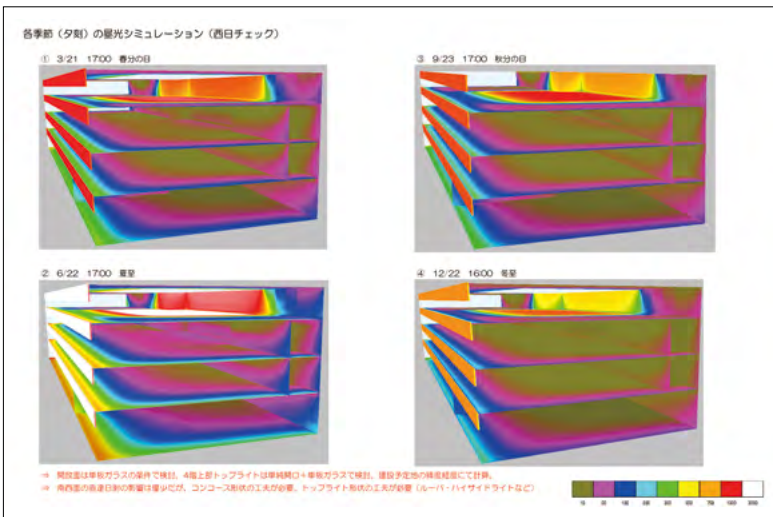 各季節（夕刻）の昼光シミュレーション（西日チェック）
① 3/21 17:00 春分の日
③ 9/23 17:00 秋分の日
② 6/22 17:00 夏至
④ 12/22 16:00 冬至
⇒ 開放面は単板ガラスの条件で検討、4階上部トップライトは単純開口＋単板ガラスで検討。建設予定地の緯度経度にて計算。
⇒ 南西面の直達日射の影響は僅少だが、コンコース形状の工夫が必要、トップライト形状の工夫が必要（ルーバ・ハイサイドライトなど）